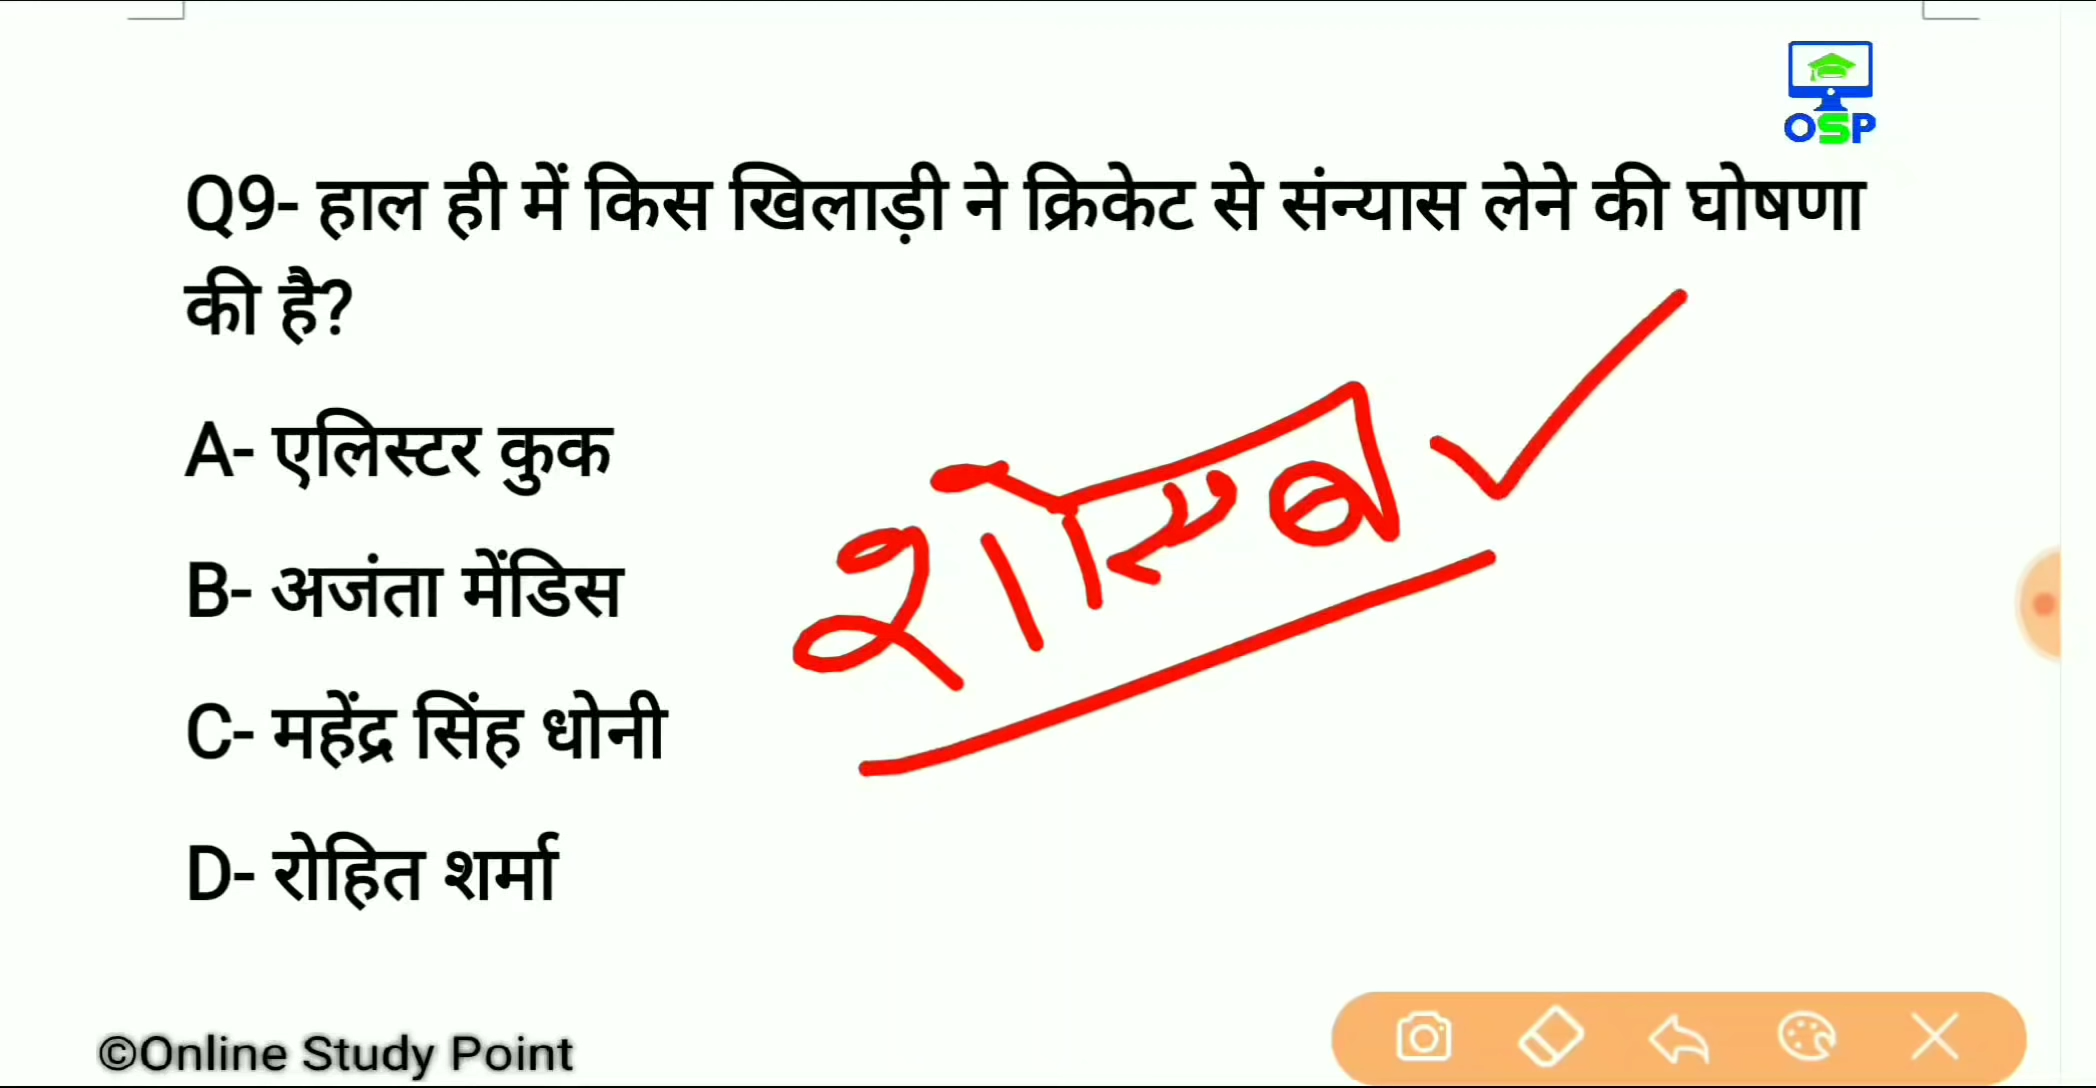 OSP
Q9- हाल ही में किस खिलाड़ी ने क्रिकेट से संन्यास लेने की घोषणा
की है?
A- एलिस्टर कुक
B- अजंता मेंडिस
C- महेंद्र सिंह धोनी
D- रोहित शर्मा
©Online Study Point